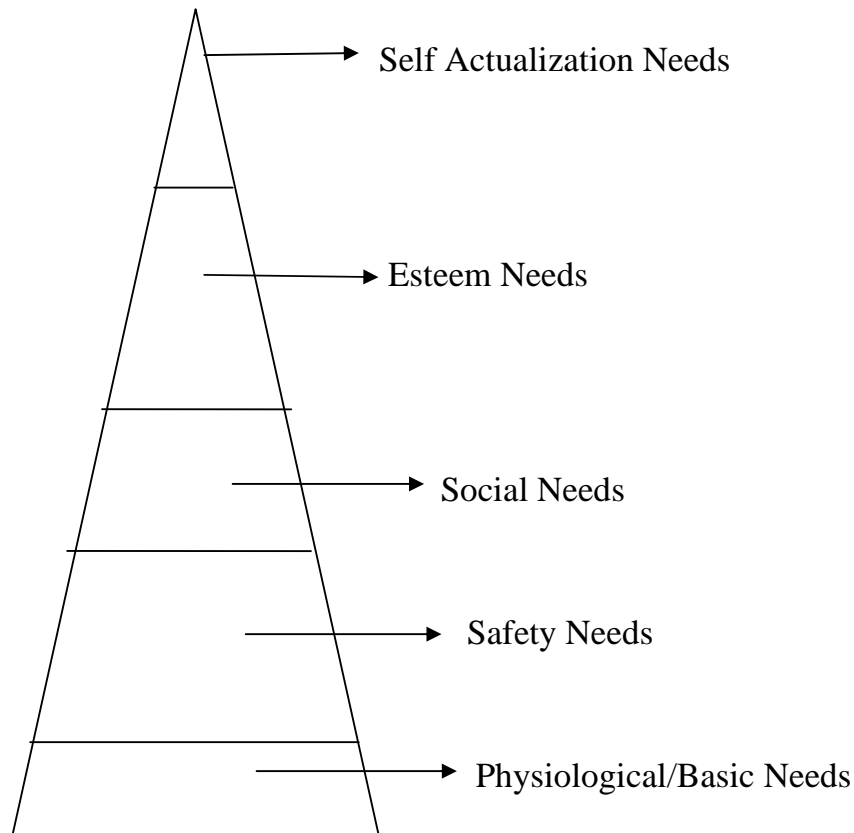 Self Actualization Needs
Esteem Needs
Social Needs
Safety Needs
Physiological/Basic Needs